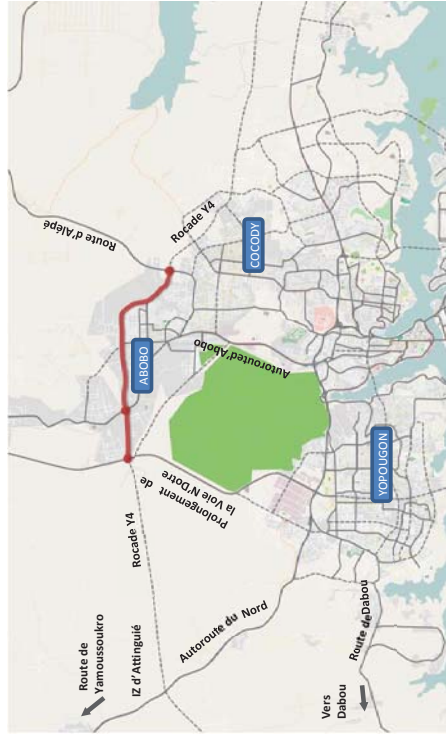 Route d'Alépé
Rocade Y4
COCODY
ABOBO
Autoroute d'Abobo
Prolongement de
la Voie N'Dotré
Rocade Y4
YOPOUGON
Route de
Yamoussoukro
IZ d'Attinguié
Autoroute du Nord
Route de Dabou
Vers
Dabou